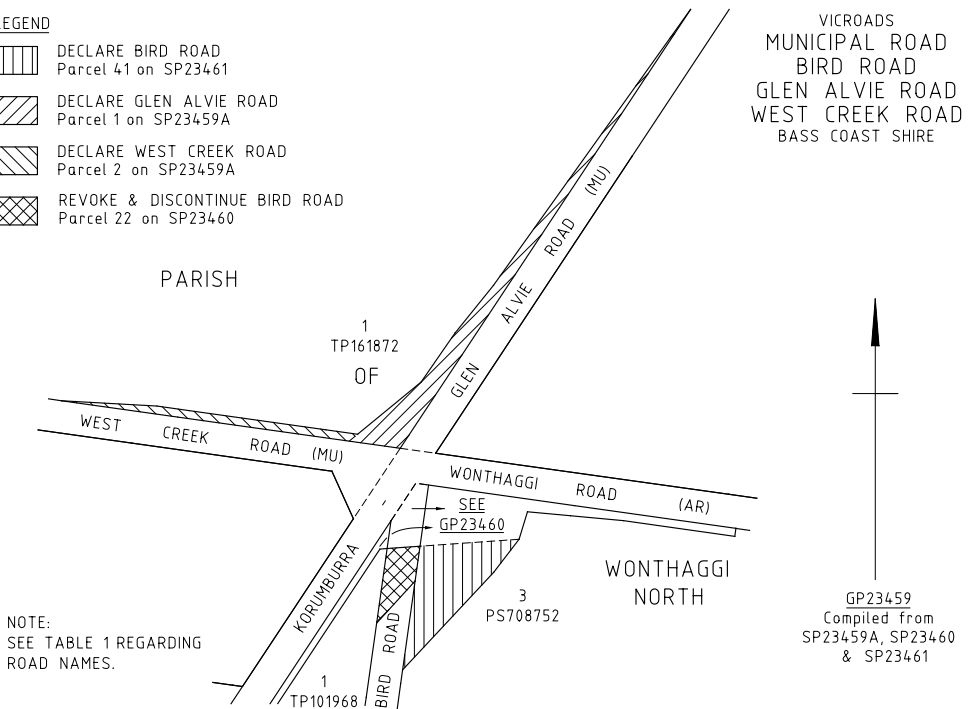 LEGEND
DECLARE BIRD ROAD
Parcel 41 on SP23461
DECLARE GLEN ALVIE ROAD
Parcel 1 on SP23459A
DECLARE WEST CREEK ROAD
Parcel 2 on SP23459A
REVOKE & DISCONTINUE BIRD ROAD
Parcel 22 on SP23460
VICROADS
MUNICIPAL ROAD
BIRD ROAD
GLEN ALVIE ROAD
WEST CREEK ROAD
BASS COAST SHIRE
PARISH
1
TP161872
OF
GLEN ALVIE ROAD (MU)
WEST CREEK ROAD (MU)
WONTHAGGI ROAD (AR)
SEE
GP23460
KORUMBURRA
BIRD ROAD
3
PS708752
WONTHAGGI
NORTH
1
TP101968
NOTE:
SEE TABLE 1 REGARDING
ROAD NAMES.
GP23459
Compiled from
SP23459A, SP23460
& SP23461